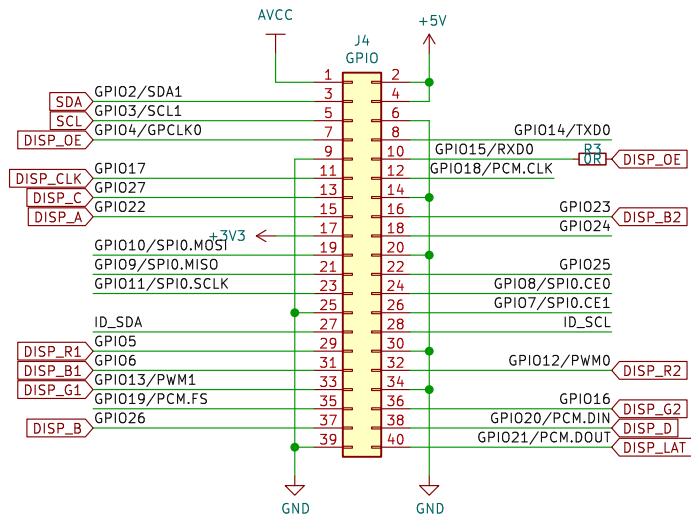 AVCC
+5V
J4
GPIO
1 2
GPIO2/SDA1
SDA 3 4
GPIO3/SCL1
SCL 5 6
GPIO4/GPCLK0
DISP_OE 7 8 GPIO14/TXD0
9 10 GPIO15/RXD0 R3 0R DISP_OE
GPIO17
DISP_CLK 11 12 GPIO18/PCM.CLK
GPIO27
DISP_C 13 14
GPIO22
DISP_A 15 16 GPIO23 DISP_B2
+3V3 17 18 GPIO24
GPIO10/SPI0.MOSI 19 20
GPIO9/SPI0.MISO 21 22 GPIO25
GPIO11/SPI0.SCLK 23 24 GPIO8/SPI0.CE0
25 26 GPIO7/SPI0.CE1
ID_SDA 27 28 ID_SCL
GPIO5
DISP_R1 29 30
GPIO6
DISP_B1 31 32 GPIO12/PWM0 DISP_R2
GPIO13/PWM1
DISP_G1 33 34
GPIO19/PCM.FS 35 36 GPIO16 DISP_G2
GPIO26
DISP_B 37 38 GPIO20/PCM.DIN DISP_D
39 40 GPIO21/PCM.DOUT DISP_LAT
GND GND